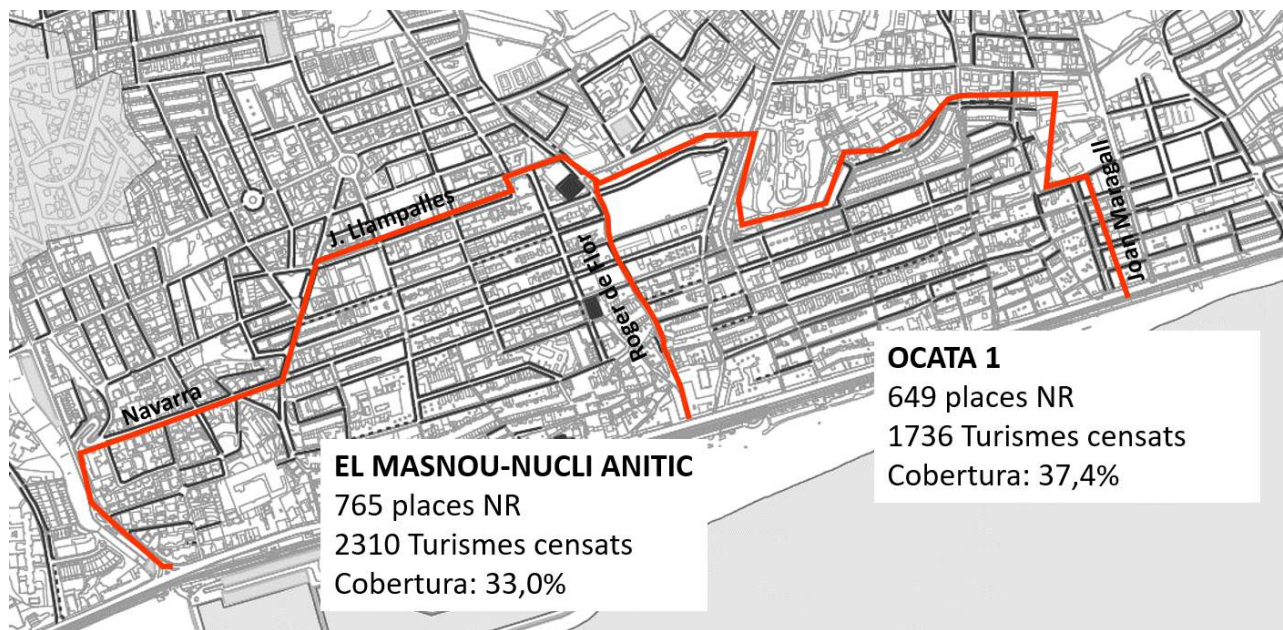 J. Llampalles
Navarra
Roger de Flor
Joan Maragall
EL MASNOU-NUCLI ANITIC
765 places NR
2310 Turismes censats
Cobertura: 33,0%
OCATA 1
649 places NR
1736 Turismes censats
Cobertura: 37,4%